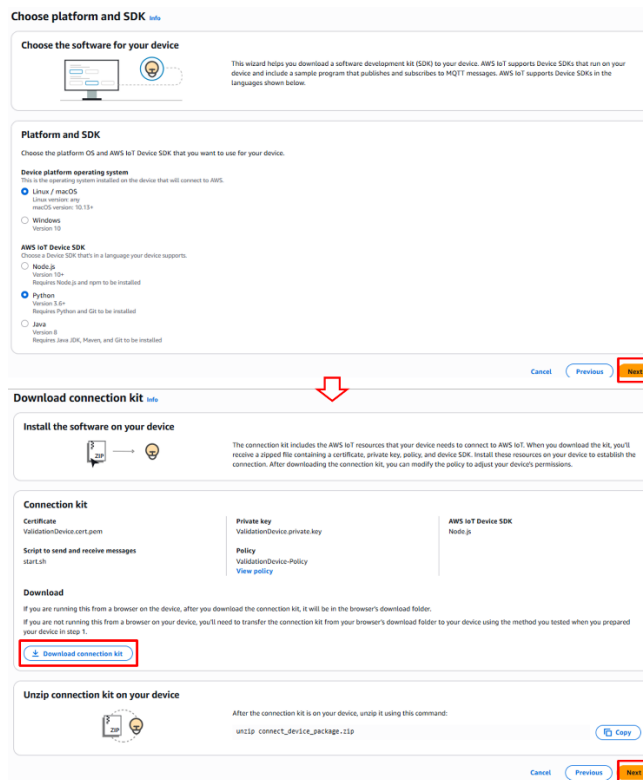 Choose platform and SDK Info
Choose the software for your device
This wizard helps you download a software development kit (SDK) to your device. AWS IoT supports Device SDKs that run on your
device and include a sample program that publishes and subscribes to MQTT messages. AWS IoT supports Device SDKs in the
languages shown below.
Platform and SDK
Choose the platform OS and AWS IoT Device SDK that you want to use for your device.
Device platform operating system
This is the operating system installed on the device that will connect to AWS.
Linux / macOS
Linux version: any
macOS version: 10.13+
Windows
Version 10
AWS IoT Device SDK
Choose a Device SDK that's in a language your device supports.
Node.js
Version 10+
Requires Node.js and npm to be installed
Python
Version 3.6+
Requires Python and Git to be installed
Java
Version 8
Requires Java JDK, Maven, and Git to be installed
Cancel Previous Next
Download connection kit Info
Install the software on your device
ZIP
The connection kit includes the AWS IoT resources that your device needs to connect to AWS IoT. When you download the kit, you'll
receive a zipped file containing a certificate, private key, policy, and device SDK. Install these resources on your device to establish the
connection. After downloading the connection kit, you can modify the policy to adjust your device's permissions.
Connection kit
Certificate
ValidationDevice.cert.pem
Private key
ValidationDevice.private.key
AWS IoT Device SDK
Node.js
Script to send and receive messages
start.sh
Policy
ValidationDevice-Policy
View policy
Download
If you are running this from a browser on the device, after you download the connection kit, it will be in the browser's download folder.
If you are not running this from a browser on your device, you'll need to transfer the connection kit from your browser's download folder to your device using the method you tested when you prepared
your device in step 1.
Download connection kit
Unzip connection kit on your device
ZIP
After the connection kit is on your device, unzip it using this command:
unzip connect_device_package.zip
Copy
Cancel Previous Next